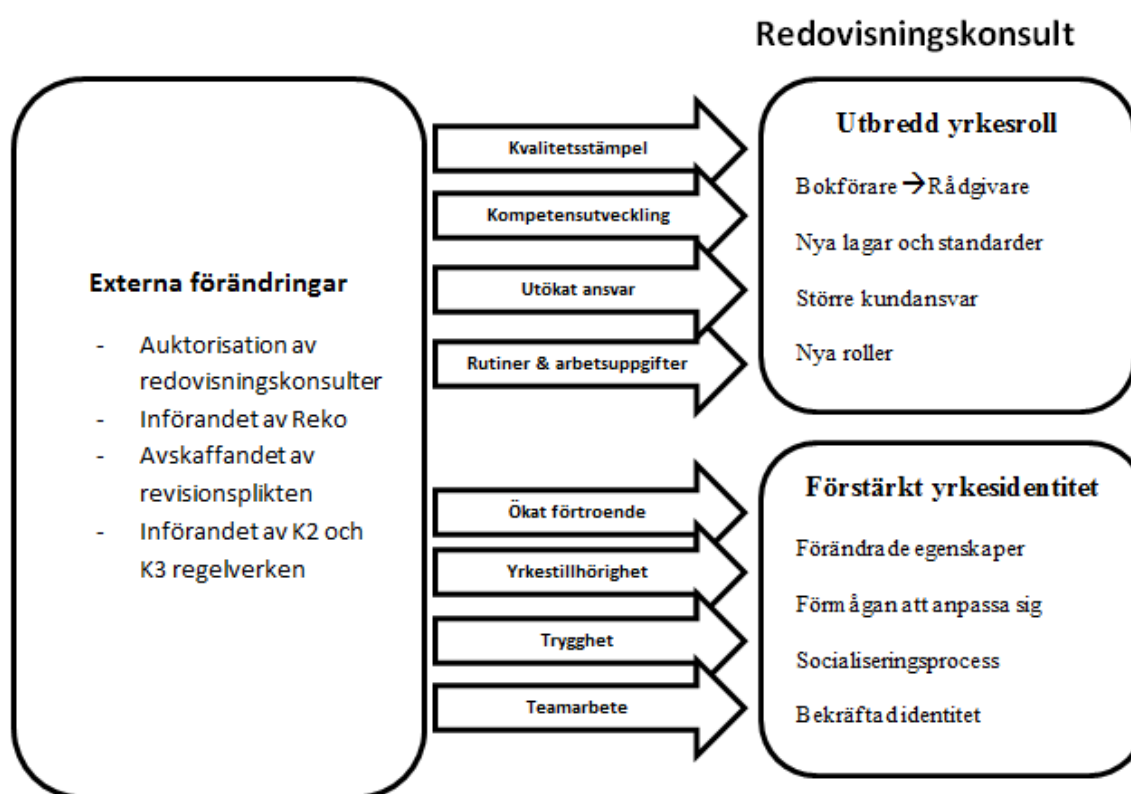 Redovisningskonsult
Externa förändringar
- Auktorisation av
redovisningskonsulter
- Införandet av Reko
- Avskaffandet av
revisionsplikten
- Införandet av K2 och
K3 regelverken
Kvalitetsstämpel
Kompetensutveckling
Utökat ansvar
Rutiner & arbetsuppgifter
Utbredd yrkesroll
Bokförare →Rådgivare
Nya lagar och standarder
Större kundansvar
Nya roller
Ökat förtroende
Yrkestillhörighet
Trygghet
Teamarbete
Förstärkt yrkesidentitet
Förändrade egenskaper
Förmågan att anpassa sig
Socialiseringsprocess
Bekräftad identitet